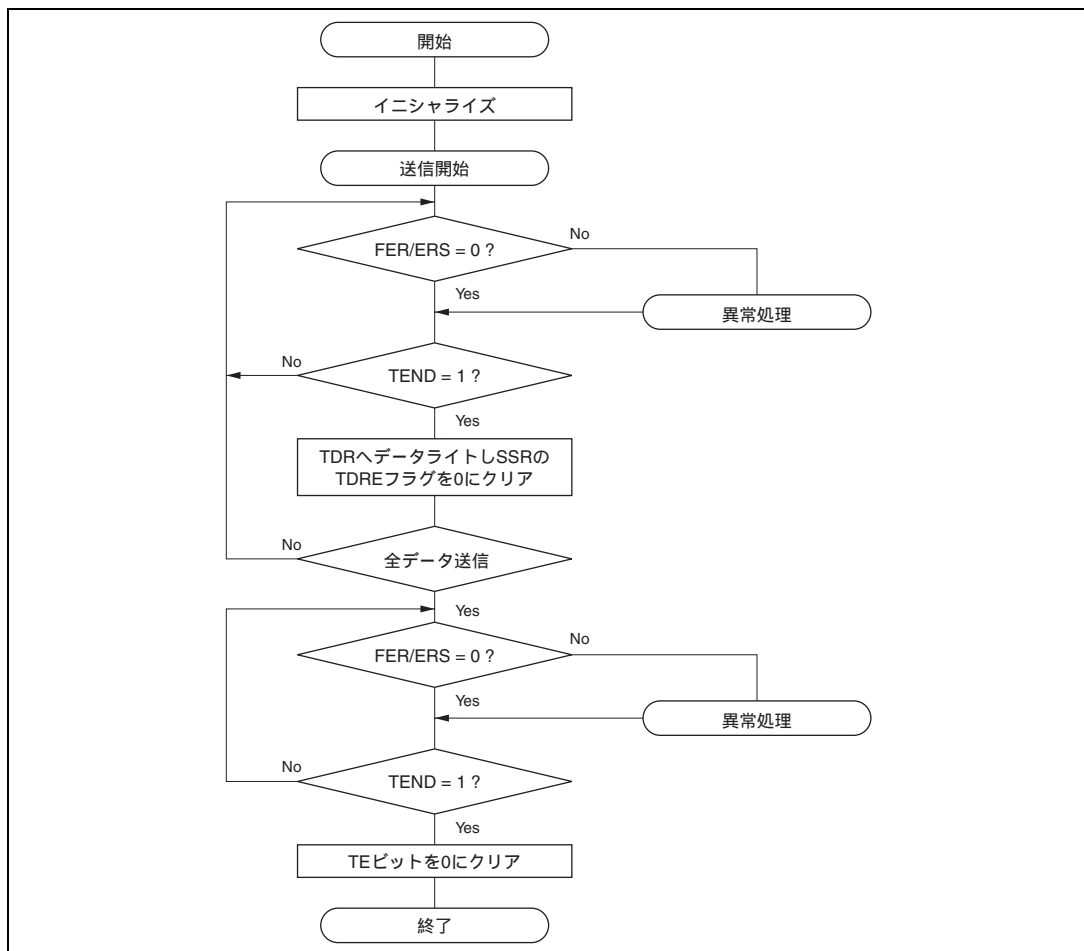 開始
イニシャライズ
送信開始
FER/ERS = 0 ?
No
Yes
異常処理
No
TEND = 1 ?
Yes
TDRへデータライトしSSRの
TDREフラグを0にクリア
No
全データ送信
Yes
FER/ERS = 0 ?
No
Yes
異常処理
No
TEND = 1 ?
Yes
TEビットを0にクリア
終了